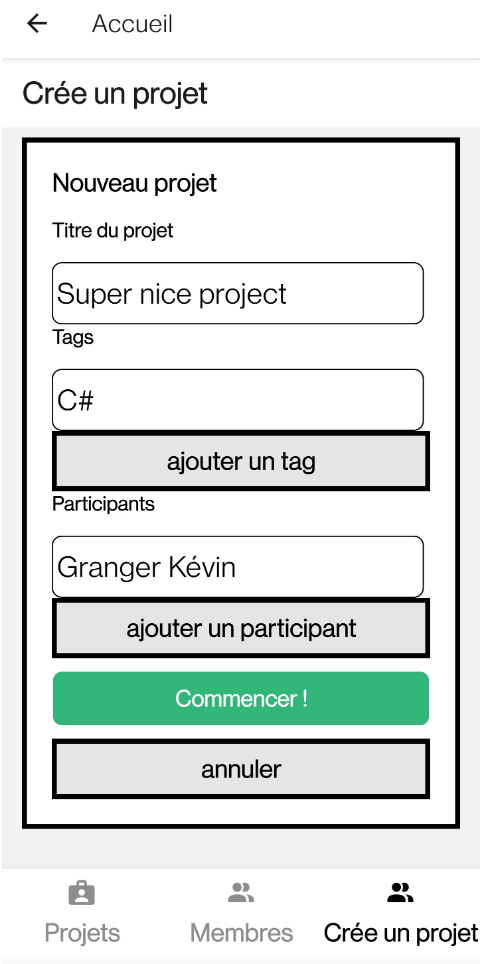 Accueil
Crée un projet
Nouveau projet
Titre du projet
Super nice project
Tags
C#
ajouter un tag
Participants
Granger Kévin
ajouter un participant
Commencer !
annuler
Projets Membres Crée un projet